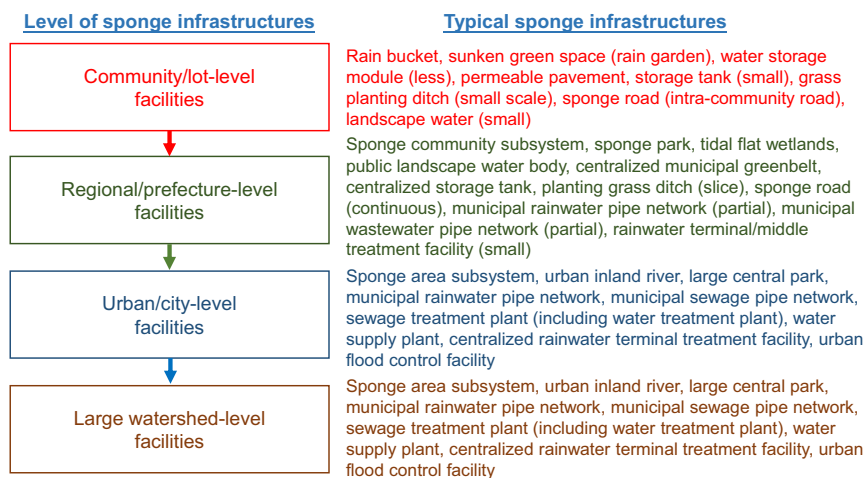 Level of sponge infrastructures
Typical sponge infrastructures
Community/lot-level
facilities
Rain bucket, sunken green space (rain garden), water storage
module (less), permeable pavement, storage tank (small), grass
planting ditch (small scale), sponge road (intra-community road),
landscape water (small)
Regional/prefecture-level
facilities
Sponge community subsystem, sponge park, tidal flat wetlands,
public landscape water body, centralized municipal greenbelt,
centralized storage tank, planting grass ditch (slice), sponge road
(continuous), municipal rainwater pipe network (partial), municipal
wastewater pipe network (partial), rainwater terminal/middle
treatment facility (small)
Urban/city-level
facilities
Sponge area subsystem, urban inland river, large central park,
municipal rainwater pipe network, municipal sewage pipe network,
sewage treatment plant (including water treatment plant), water
supply plant, centralized rainwater terminal treatment facility, urban
flood control facility
Large watershed-level
facilities
Sponge area subsystem, urban inland river, large central park,
municipal rainwater pipe network, municipal sewage pipe network,
sewage treatment plant (including water treatment plant), water
supply plant, centralized rainwater terminal treatment facility, urban
flood control facility